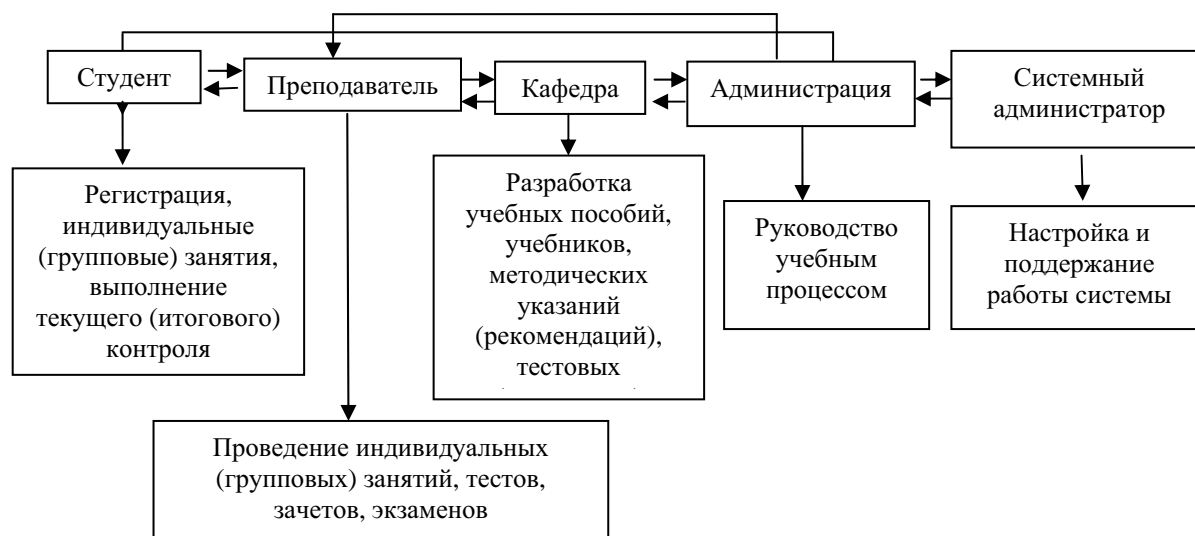 Студент
Преподаватель
Кафедра
Администрация
Системный
администратор
Регистрация,
индивидуальные
(групповые) занятия,
выполнение
текущего (итогового)
контроля
Разработка
учебных пособий,
учебников,
методических
указаний
(рекомендаций),
тестовых
Руководство
учебным
процессом
Настройка и
поддержание
работы системы
Проведение индивидуальных
(групповых) занятий, тестов,
зачетов, экзаменов